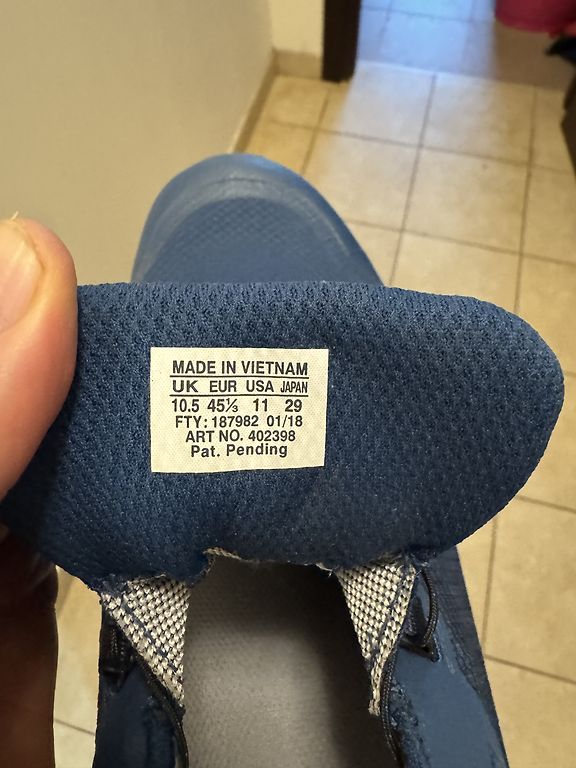 MADE IN VIETNAM
UK EUR USA JAPAN
10.5 45⅓ 11 29
FTY: 187982 01/18
ART NO. 402398
Pat. Pending